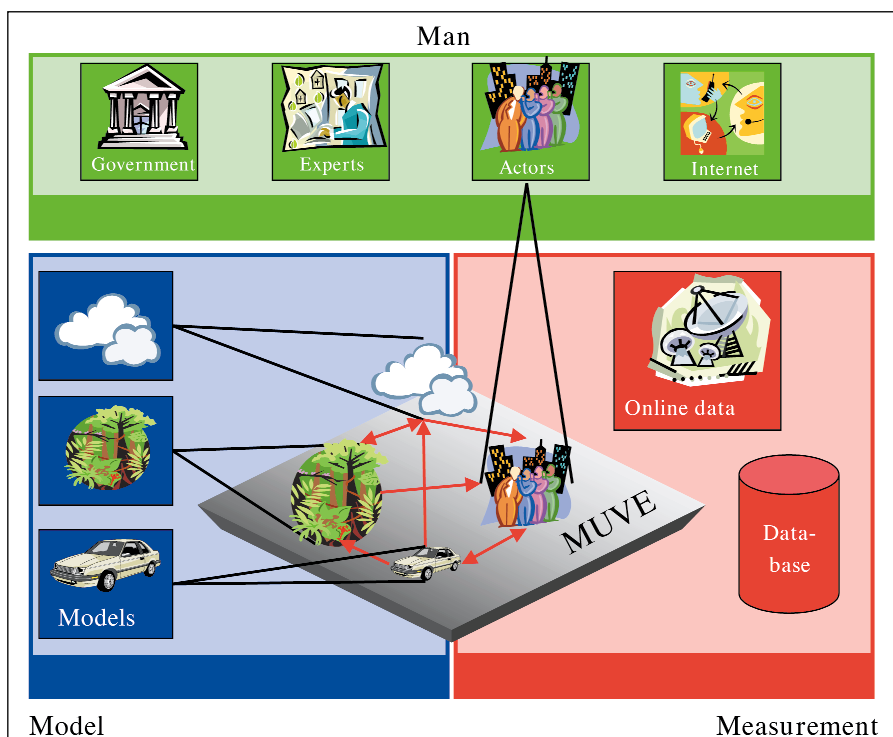 Man
Government
Experts
Actors
Internet
Online data
MUVE
Data-
base
Models
Model
Measurement